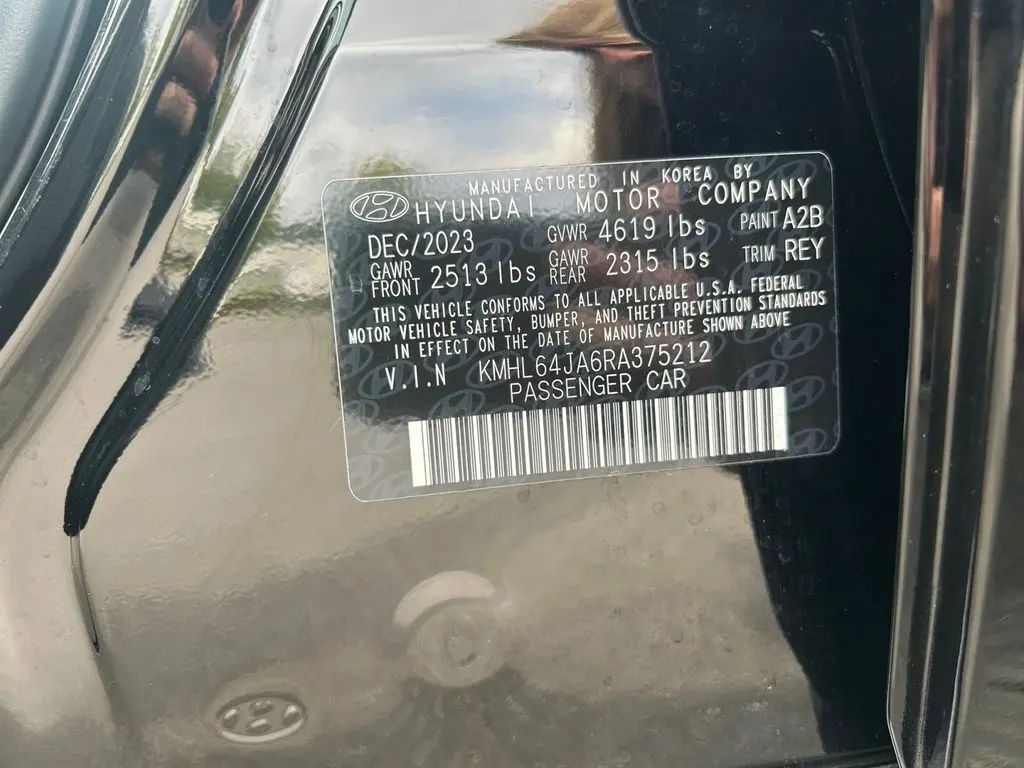 MANUFACTURED IN KOREA BY
HYUNDAI MOTOR COMPANY
DEC/2023 GVWR 4619 lbs PAINT A2B
GAWR FRONT 2513 lbs GAWR REAR 2315 lbs TRIM REY
THIS VEHICLE CONFORMS TO ALL APPLICABLE U.S.A. FEDERAL
MOTOR VEHICLE SAFETY, BUMPER, AND THEFT PREVENTION STANDARDS
IN EFFECT ON THE DATE OF MANUFACTURE SHOWN ABOVE
V.I.N KMHL64JA6RA375212
PASSENGER CAR